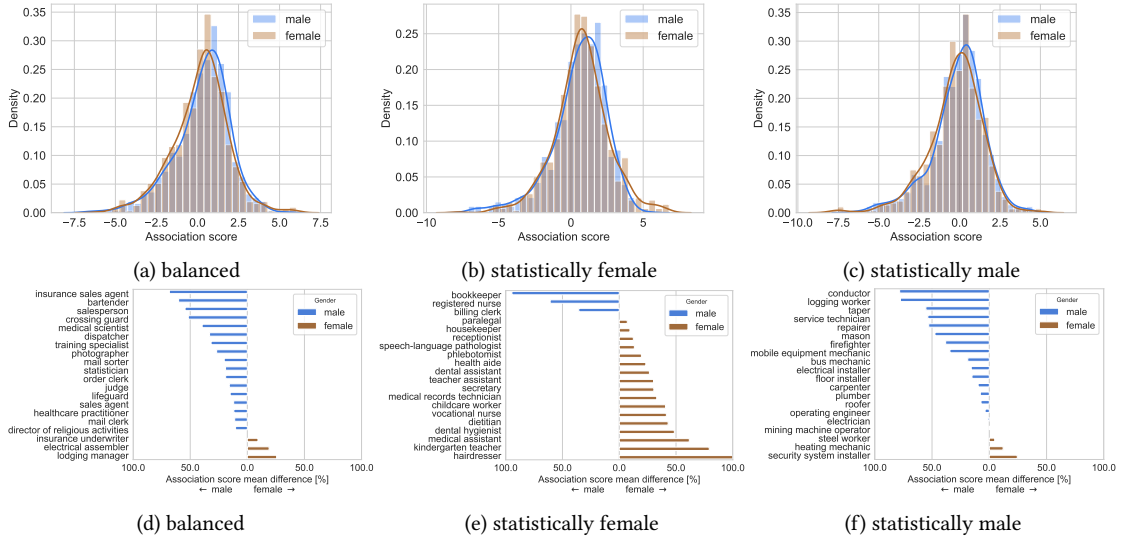 0.35
0.30
0.25
0.20
0.15
0.10
0.05
0.00
Density
−7.5 −5.0 −2.5 0.0 2.5 5.0 7.5
Association score
male
female
(a) balanced
0.25
0.20
0.15
0.10
0.05
0.00
Density
−10 −5 0 5
Association score
male
female
(b) statistically female
0.35
0.30
0.25
0.20
0.15
0.10
0.05
0.00
Density
−10.0 −7.5 −5.0 −2.5 0.0 2.5 5.0
Association score
male
female
(c) statistically male
insurance sales agent
bartender
salesperson
crossing guard
medical scientist
dispatcher
training specialist
photographer
mail sorter
statistician
order clerk
judge
lifeguard
sales agent
healthcare practitioner
mail clerk
director of religious activities
insurance underwriter
electrical assembler
lodging manager
100.0 50.0 0.0 50.0 100.0
Association score mean difference [%]
← male female →
Gender
male
female
(d) balanced
bookkeeper
registered nurse
billing clerk
paralegal
housekeeper
receptionist
speech-language pathologist
phlebotomist
health aide
dental assistant
teacher assistant
secretary
medical records technician
childcare worker
vocational nurse
dietitian
dental hygienist
medical assistant
kindergarten teacher
hairdresser
100.0 50.0 0.0 50.0 100.0
Association score mean difference [%]
← male female →
Gender
male
female
(e) statistically female
conductor
logging worker
taper
service technician
repairer
mason
firefighter
mobile equipment mechanic
bus mechanic
electrical installer
floor installer
carpenter
plumber
roofer
operating engineer
electrician
mining machine operator
steel worker
heating mechanic
security system installer
100.0 50.0 0.0 50.0 100.0
Association score mean difference [%]
← male female →
Gender
male
female
(f) statistically male